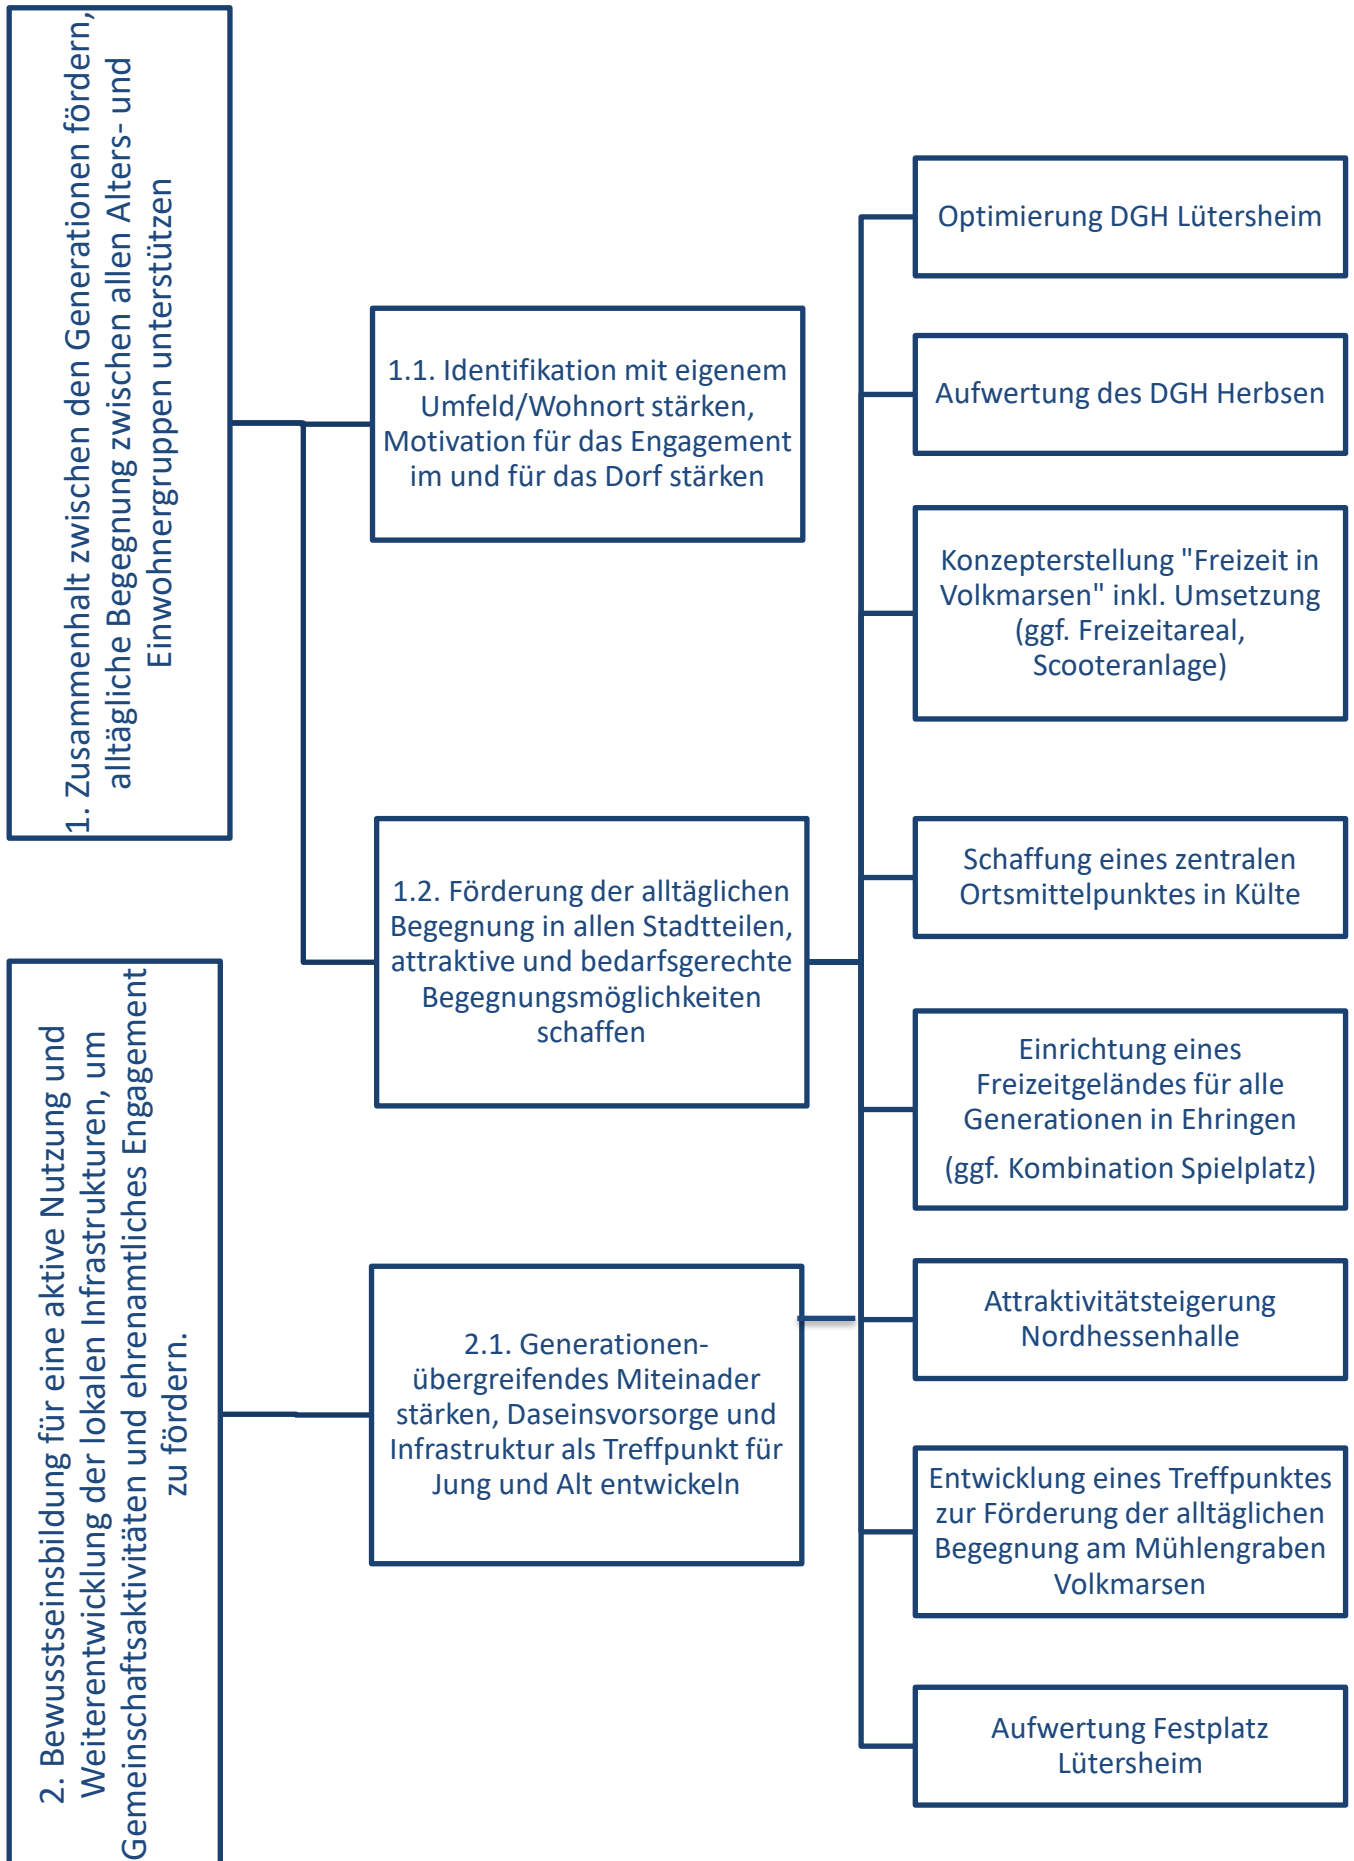 1. Zusammenhalt zwischen den Generationen fördern,
alltägliche Begegnung zwischen allen Alters- und
Einwohnergruppen unterstützen
1.1. Identifikation mit eigenem
Umfeld/Wohnort stärken,
Motivation für das Engagement
im und für das Dorf stärken
1.2. Förderung der alltäglichen
Begegnung in allen Stadtteilen,
attraktive und bedarfsgerechte
Begegnungsmöglichkeiten
schaffen
2. Bewusstseinsbildung für eine aktive Nutzung und
Weiterentwicklung der lokalen Infrastrukturen, um
Gemeinschaftsaktivitäten und ehrenamtliches Engagement
zu fördern.
2.1. Generationen-
übergreifendes Miteinader
stärken, Daseinsvorsorge und
Infrastruktur als Treffpunkt für
Jung und Alt entwickeln
Optimierung DGH Lütersheim
Aufwertung des DGH Herbsen
Konzepterstellung "Freizeit in
Volkmarsen" inkl. Umsetzung
(ggf. Freizeitareal,
Scooteranlage)
Schaffung eines zentralen
Ortsmittelpunktes in Külte
Einrichtung eines
Freizeitgeländes für alle
Generationen in Ehringen
(ggf. Kombination Spielplatz)
Attraktivitätsteigerung
Nordhessenhalle
Entwicklung eines Treffpunktes
zur Förderung der alltäglichen
Begegnung am Mühlengraben
Volkmarsen
Aufwertung Festplatz
Lütersheim